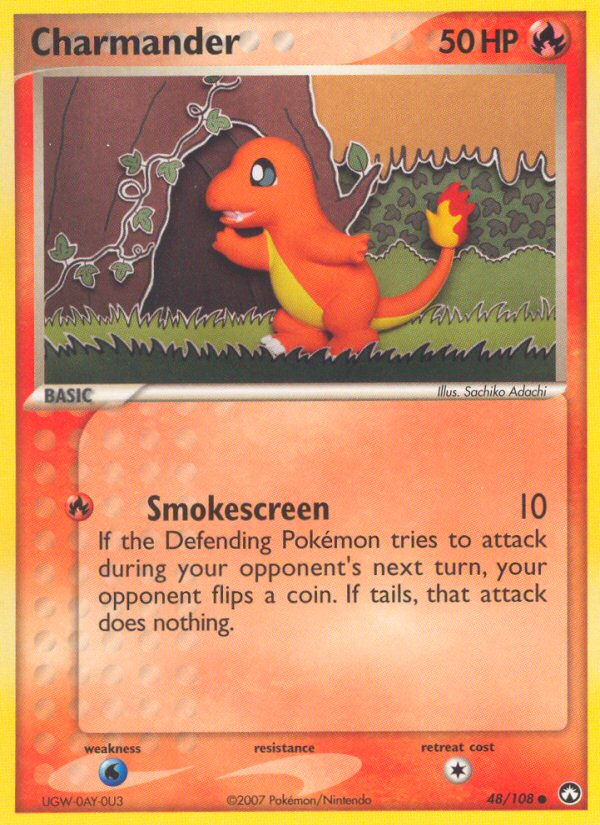 Charmander 50 HP
BASIC
Illus. Sachiko Adachi
Smokescreen 10
If the Defending Pokémon tries to attack
during your opponent's next turn, your
opponent flips a coin. If tails, that attack
does nothing.
weakness resistance retreat cost
UGW-0AY-0U3 ©2007 Pokémon/Nintendo 48/108